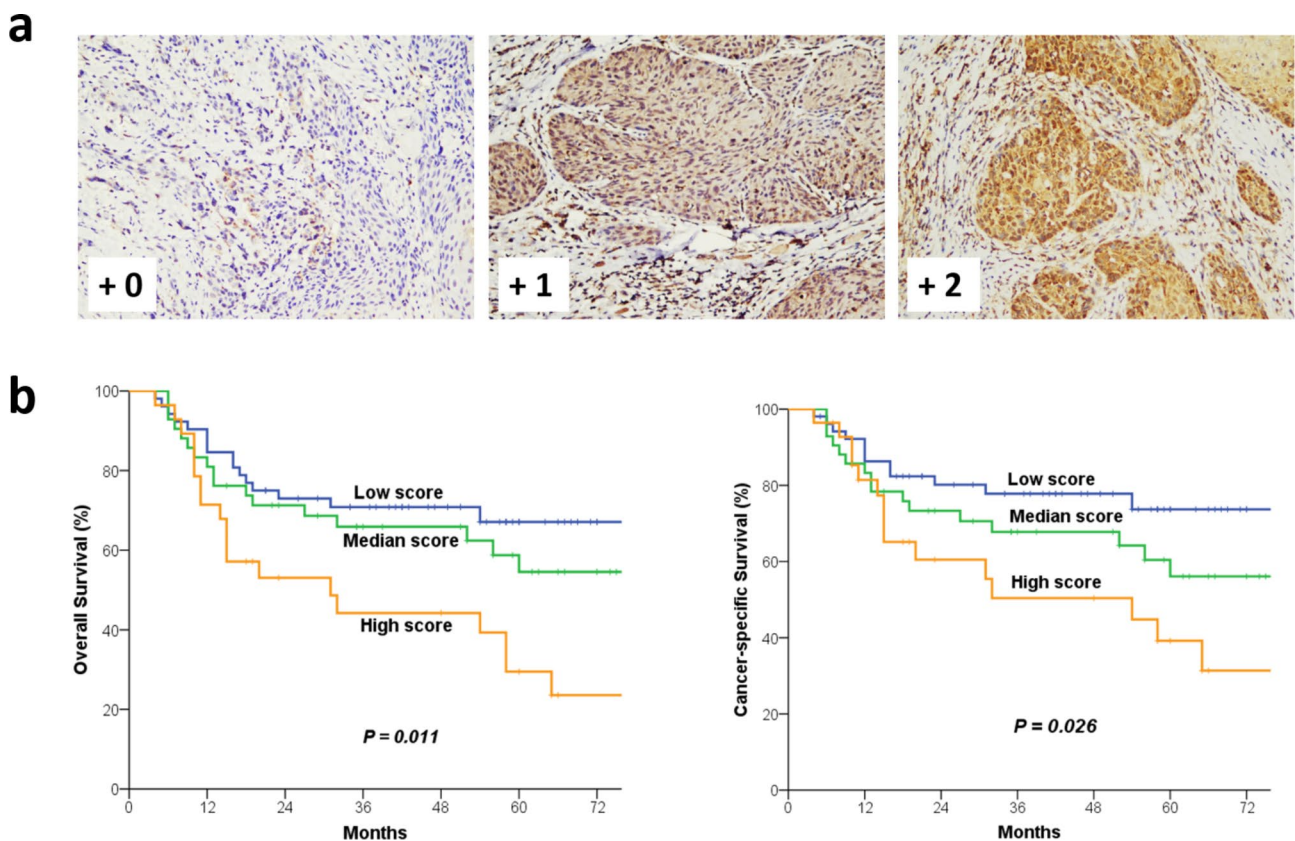 a
+ 0
+ 1
+ 2
b
Overall Survival (%)
100
80
60
40
20
0
Low score
Median score
High score
P = 0.011
0 12 24 36 48 60 72
Months
Cancer-specific Survival (%)
100
80
60
40
20
0
Low score
Median score
High score
P = 0.026
0 12 24 36 48 60 72
Months